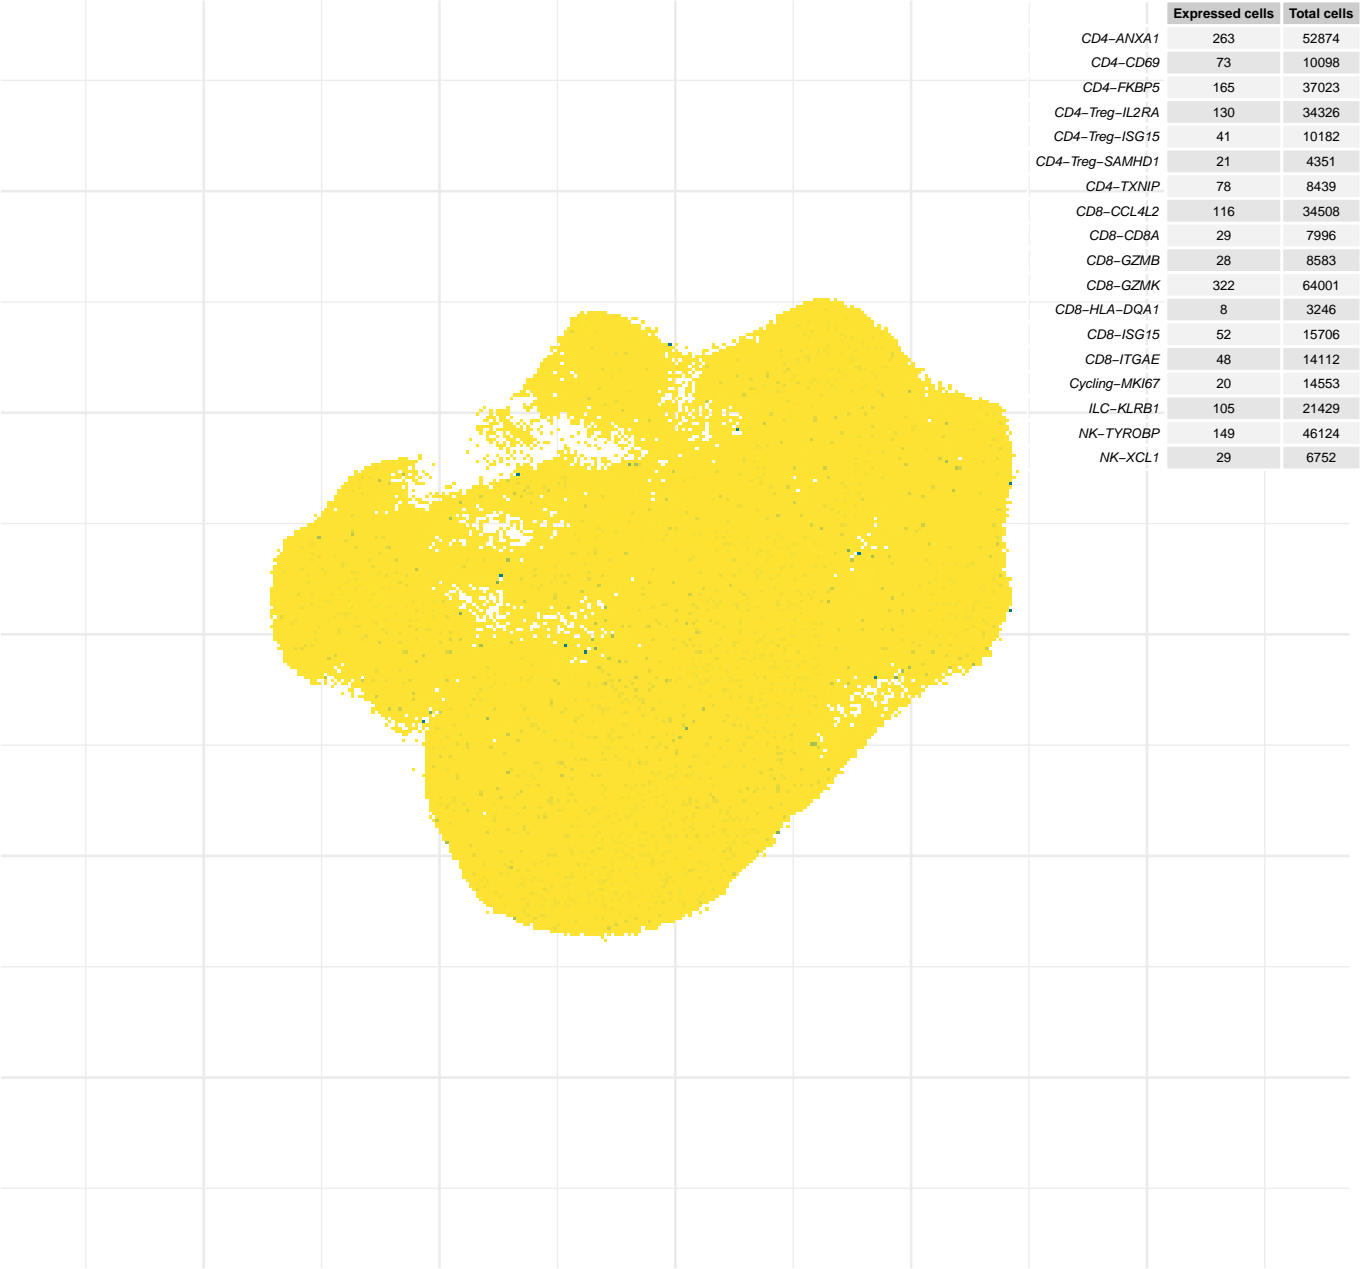 Expressed cells Total cells
CD4−ANXA1 263 52874
CD4−CD69 73 10098
CD4−FKBP5 165 37023
CD4−Treg−IL2RA 130 34326
CD4−Treg−ISG15 41 10182
CD4−Treg−SAMHD1 21 4351
CD4−TXNIP 78 8439
CD8−CCL4L2 116 34508
CD8−CD8A 29 7996
CD8−GZMB 28 8583
CD8−GZMK 322 64001
CD8−HLA−DQA1 8 3246
CD8−ISG15 52 15706
CD8−ITGAE 48 14112
Cycling−MKI67 20 14553
ILC−KLRB1 105 21429
NK−TYROBP 149 46124
NK−XCL1 29 6752